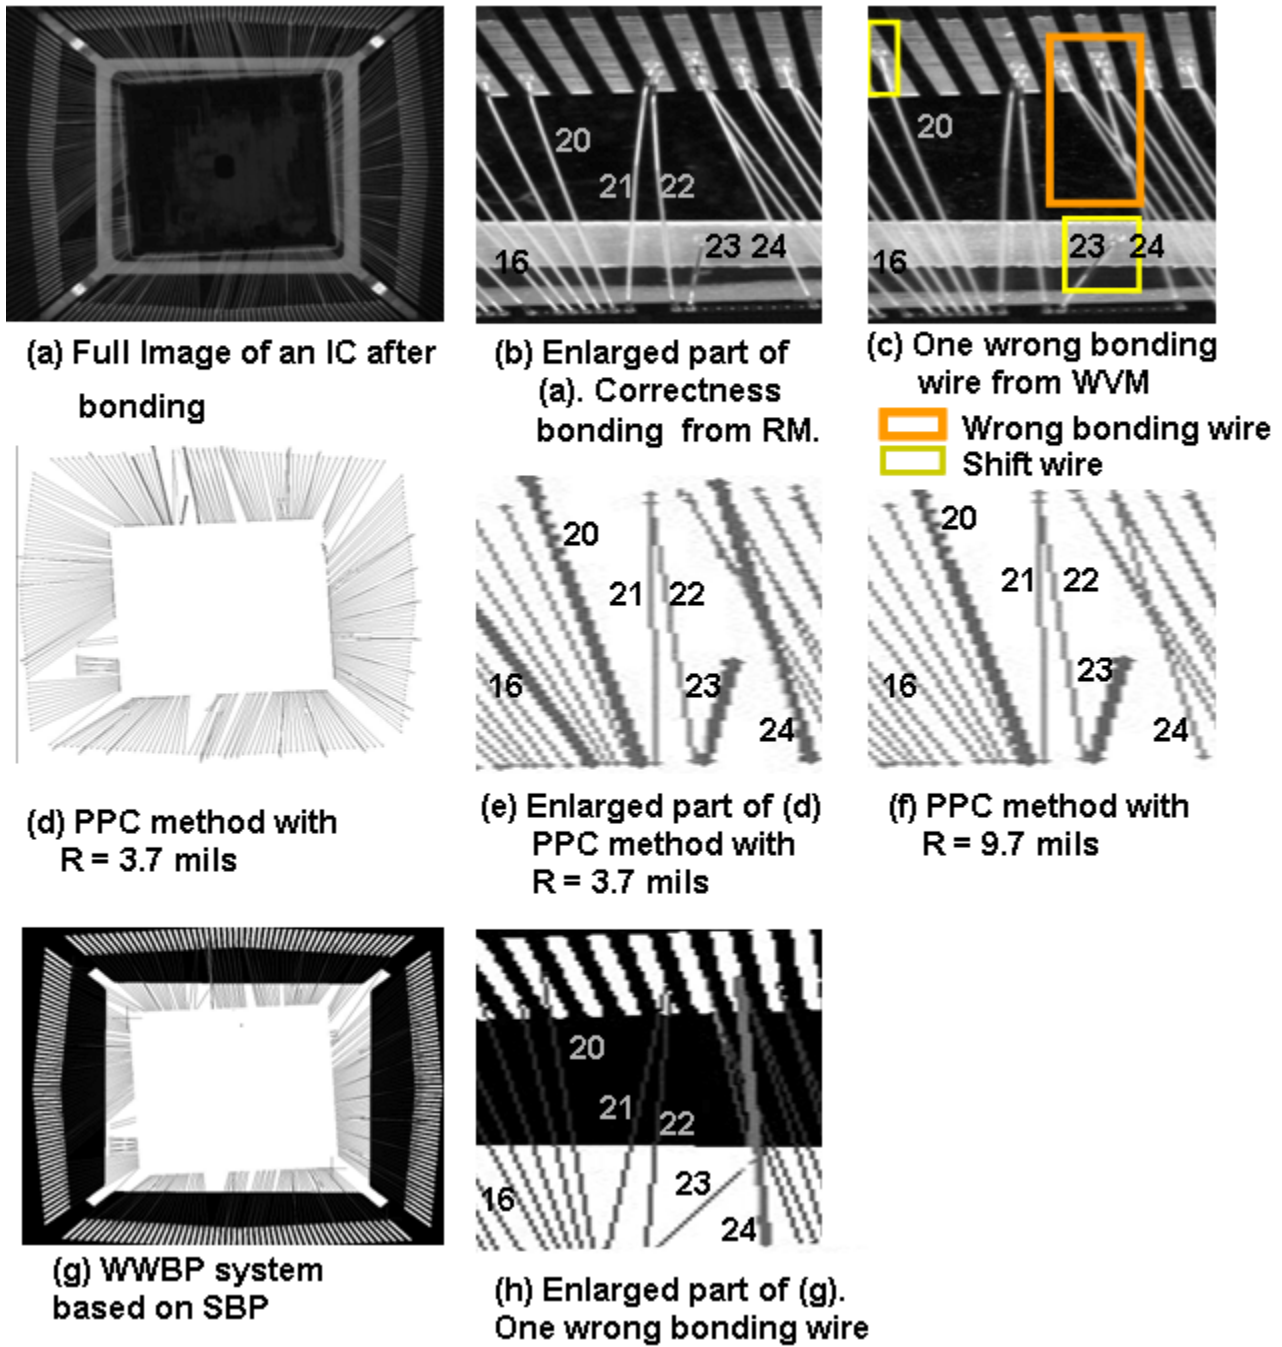 20
21 22
23 24
16
20
23 24
16
(a) Full Image of an IC after
bonding
(b) Enlarged part of
(a). Correctness
bonding from RM.
(c) One wrong bonding
wire from WVM
Wrong bonding wire
Shift wire
20
21 22
16
23
24
20
21 22
23
16
24
(d) PPC method with
R = 3.7 mils
(e) Enlarged part of (d)
PPC method with
R = 3.7 mils
(f) PPC method with
R = 9.7 mils
20
21
22
23
16
24
(g) WWBP system
based on SBP
(h) Enlarged part of (g).
One wrong bonding wire